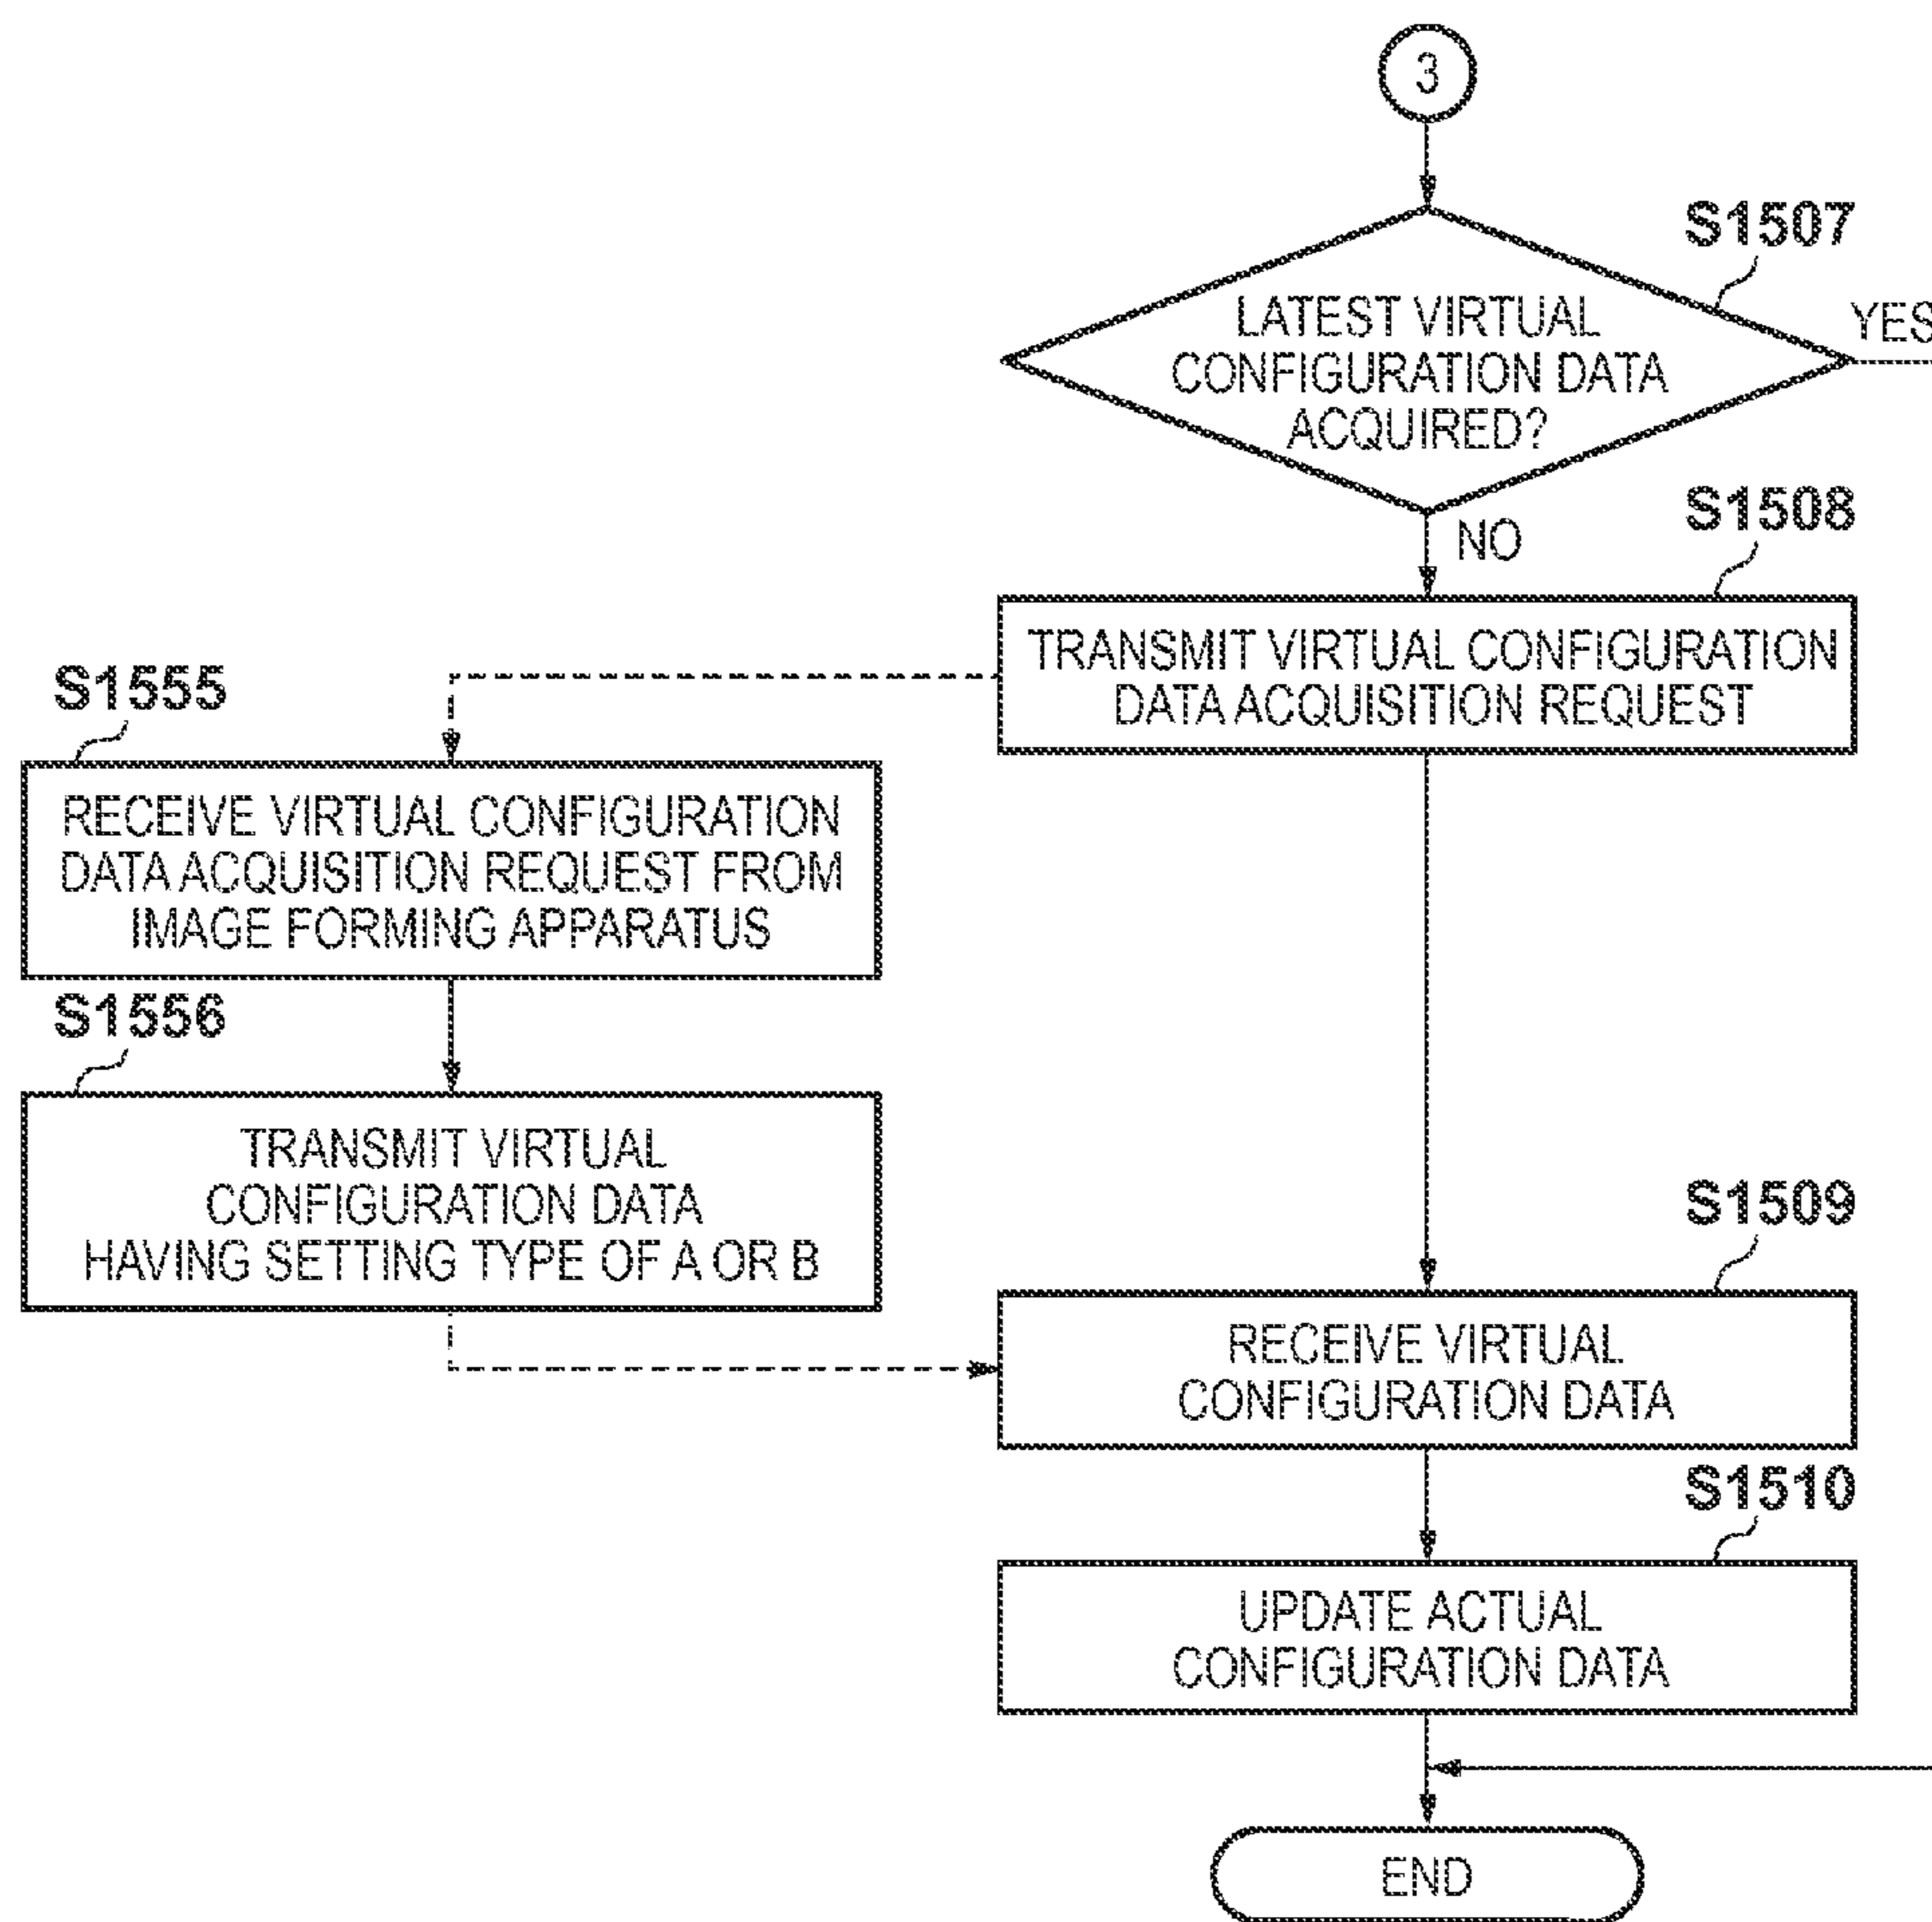 3
S1507
LATEST VIRTUAL
CONFIGURATION DATA
ACQUIRED?
YES
NO
S1508
TRANSMIT VIRTUAL CONFIGURATION
DATA ACQUISITION REQUEST
S1555
RECEIVE VIRTUAL CONFIGURATION
DATA ACQUISITION REQUEST FROM
IMAGE FORMING APPARATUS
S1556
TRANSMIT VIRTUAL
CONFIGURATION DATA
HAVING SETTING TYPE OF A OR B
S1509
RECEIVE VIRTUAL
CONFIGURATION DATA
S1510
UPDATE ACTUAL
CONFIGURATION DATA
END